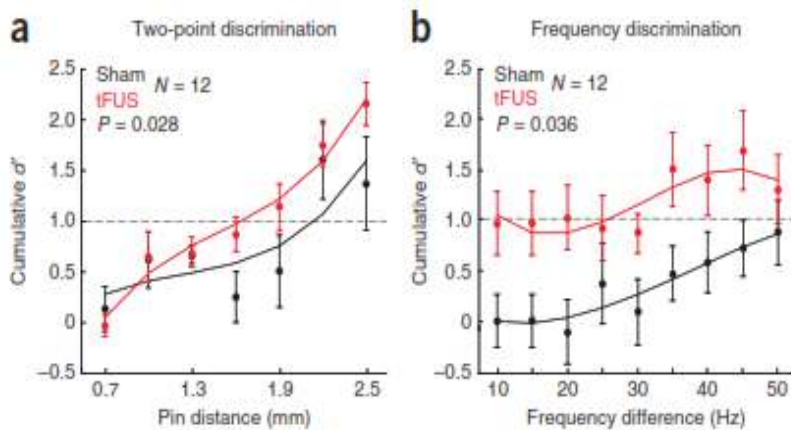 a Two-point discrimination
Sham
tFUS
N = 12
P = 0.028
Cumulative d′
2.5
2.0
1.5
1.0
0.5
0
–0.5
0.7 1.3 1.9 2.5
Pin distance (mm)
b Frequency discrimination
Sham
tFUS
N = 12
P = 0.036
Cumulative d′
2.5
2.0
1.5
1.0
0.5
0
–0.5
10 20 30 40 50
Frequency difference (Hz)